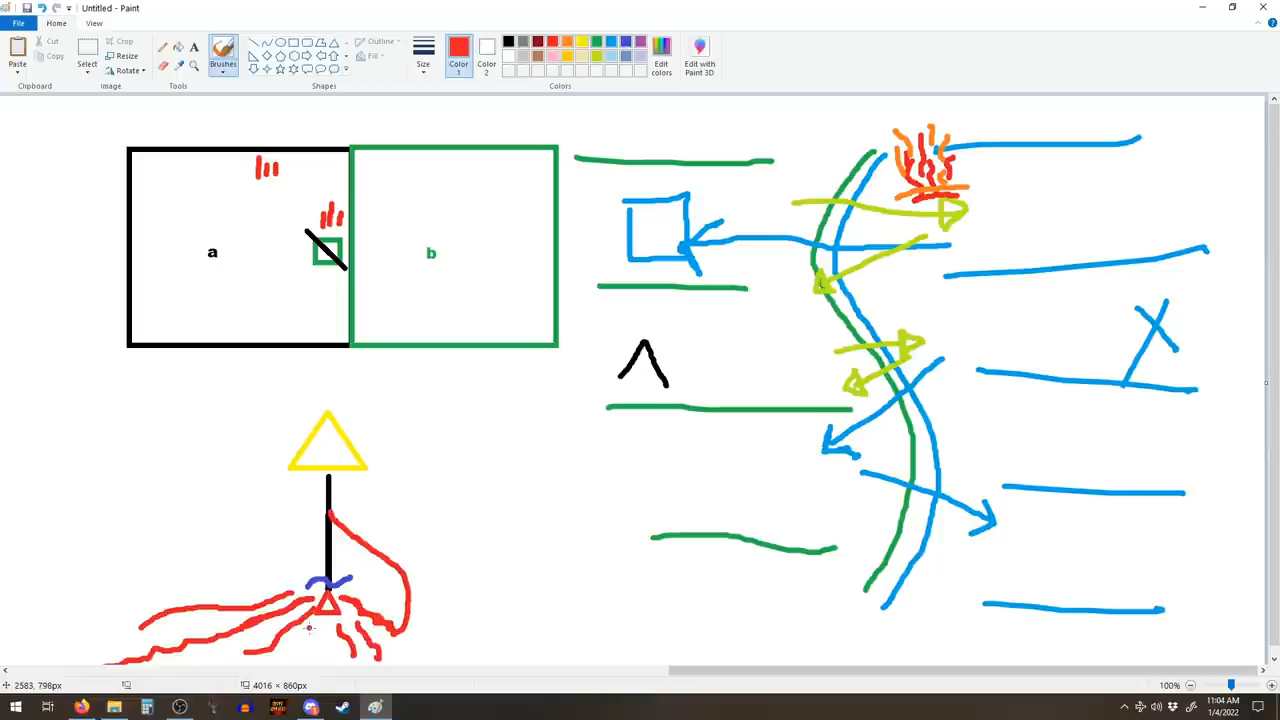 Untitled - Paint
File
Home
View
Paste
Cut
Copy
Clipboard
Select
Crop
Resize
Rotate
Image
Tools
Brushes
Outline
Fill
Shapes
Size
Color 1
Color 2
Edit colors
Edit with Paint 3D
Colors
a
b
2583, 798px
4016 × 860px
100%
11:04 AM
1/4/2022